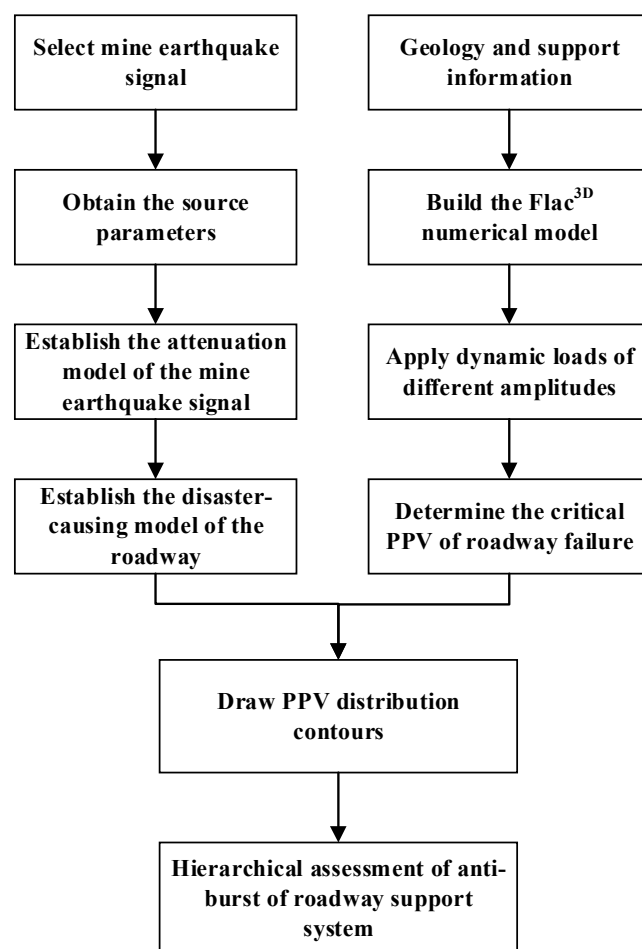 Select mine earthquake
signal
Obtain the source
parameters
Establish the attenuation
model of the mine
earthquake signal
Establish the disaster-
causing model of the
roadway
Geology and support
information
Build the Flac3D
numerical model
Apply dynamic loads of
different amplitudes
Determine the critical
PPV of roadway failure
Draw PPV distribution
contours
Hierarchical assessment of anti-
burst of roadway support
system